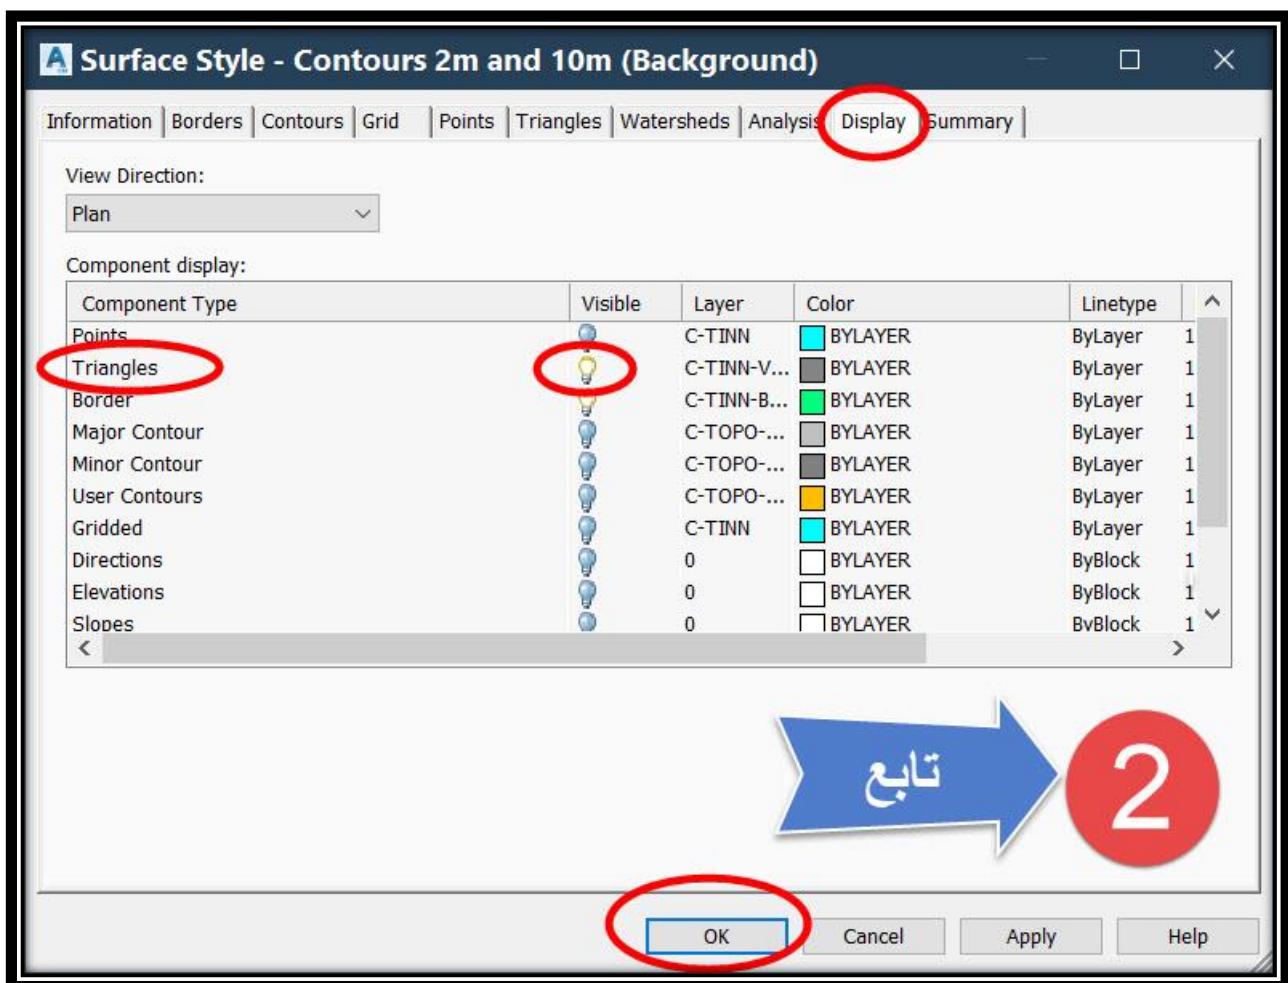 Surface Style - Contours 2m and 10m (Background)
Information Borders Contours Grid Points Triangles Watersheds Analysis Display Summary
View Direction:
Plan
Component display:
Component Type Visible Layer Color Linetype
Points C-TINN BYLAYER ByLayer 1
Triangles C-TINN-V... BYLAYER ByLayer 1
Border C-TINN-B... BYLAYER ByLayer 1
Major Contour C-TOPO-... BYLAYER ByLayer 1
Minor Contour C-TOPO-... BYLAYER ByLayer 1
User Contours C-TOPO-... BYLAYER ByLayer 1
Gridded C-TINN BYLAYER ByLayer 1
Directions 0 BYLAYER ByBlock 1
Elevations 0 BYLAYER ByBlock 1
Slopes 0 BYLAYER ByBlock 1
تابع 2
OK Cancel Apply Help